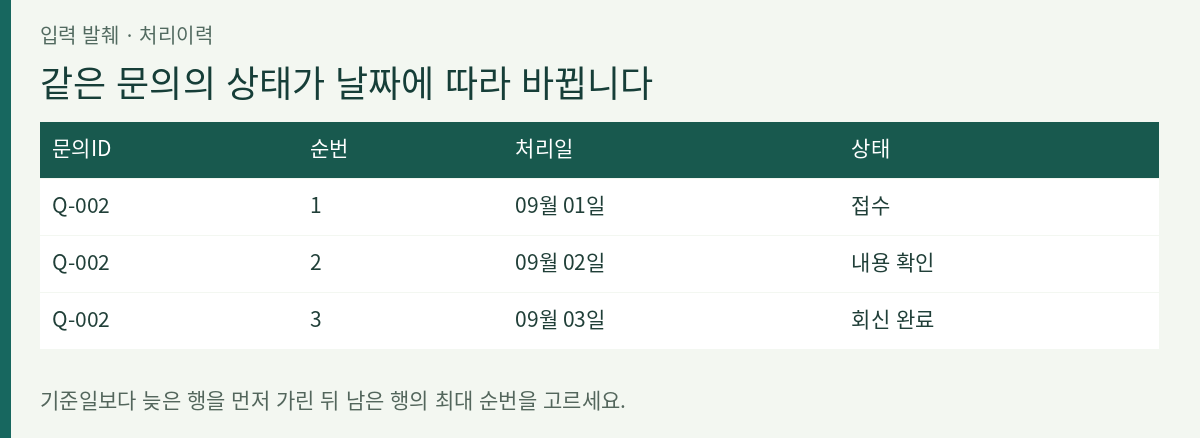 입력 발췌 · 처리이력
같은 문의의 상태가 날짜에 따라 바뀝니다
문의ID 순번 처리일 상태
Q-002 1 09월 01일 접수
Q-002 2 09월 02일 내용 확인
Q-002 3 09월 03일 회신 완료
기준일보다 늦은 행을 먼저 가린 뒤 남은 행의 최대 순번을 고르세요.